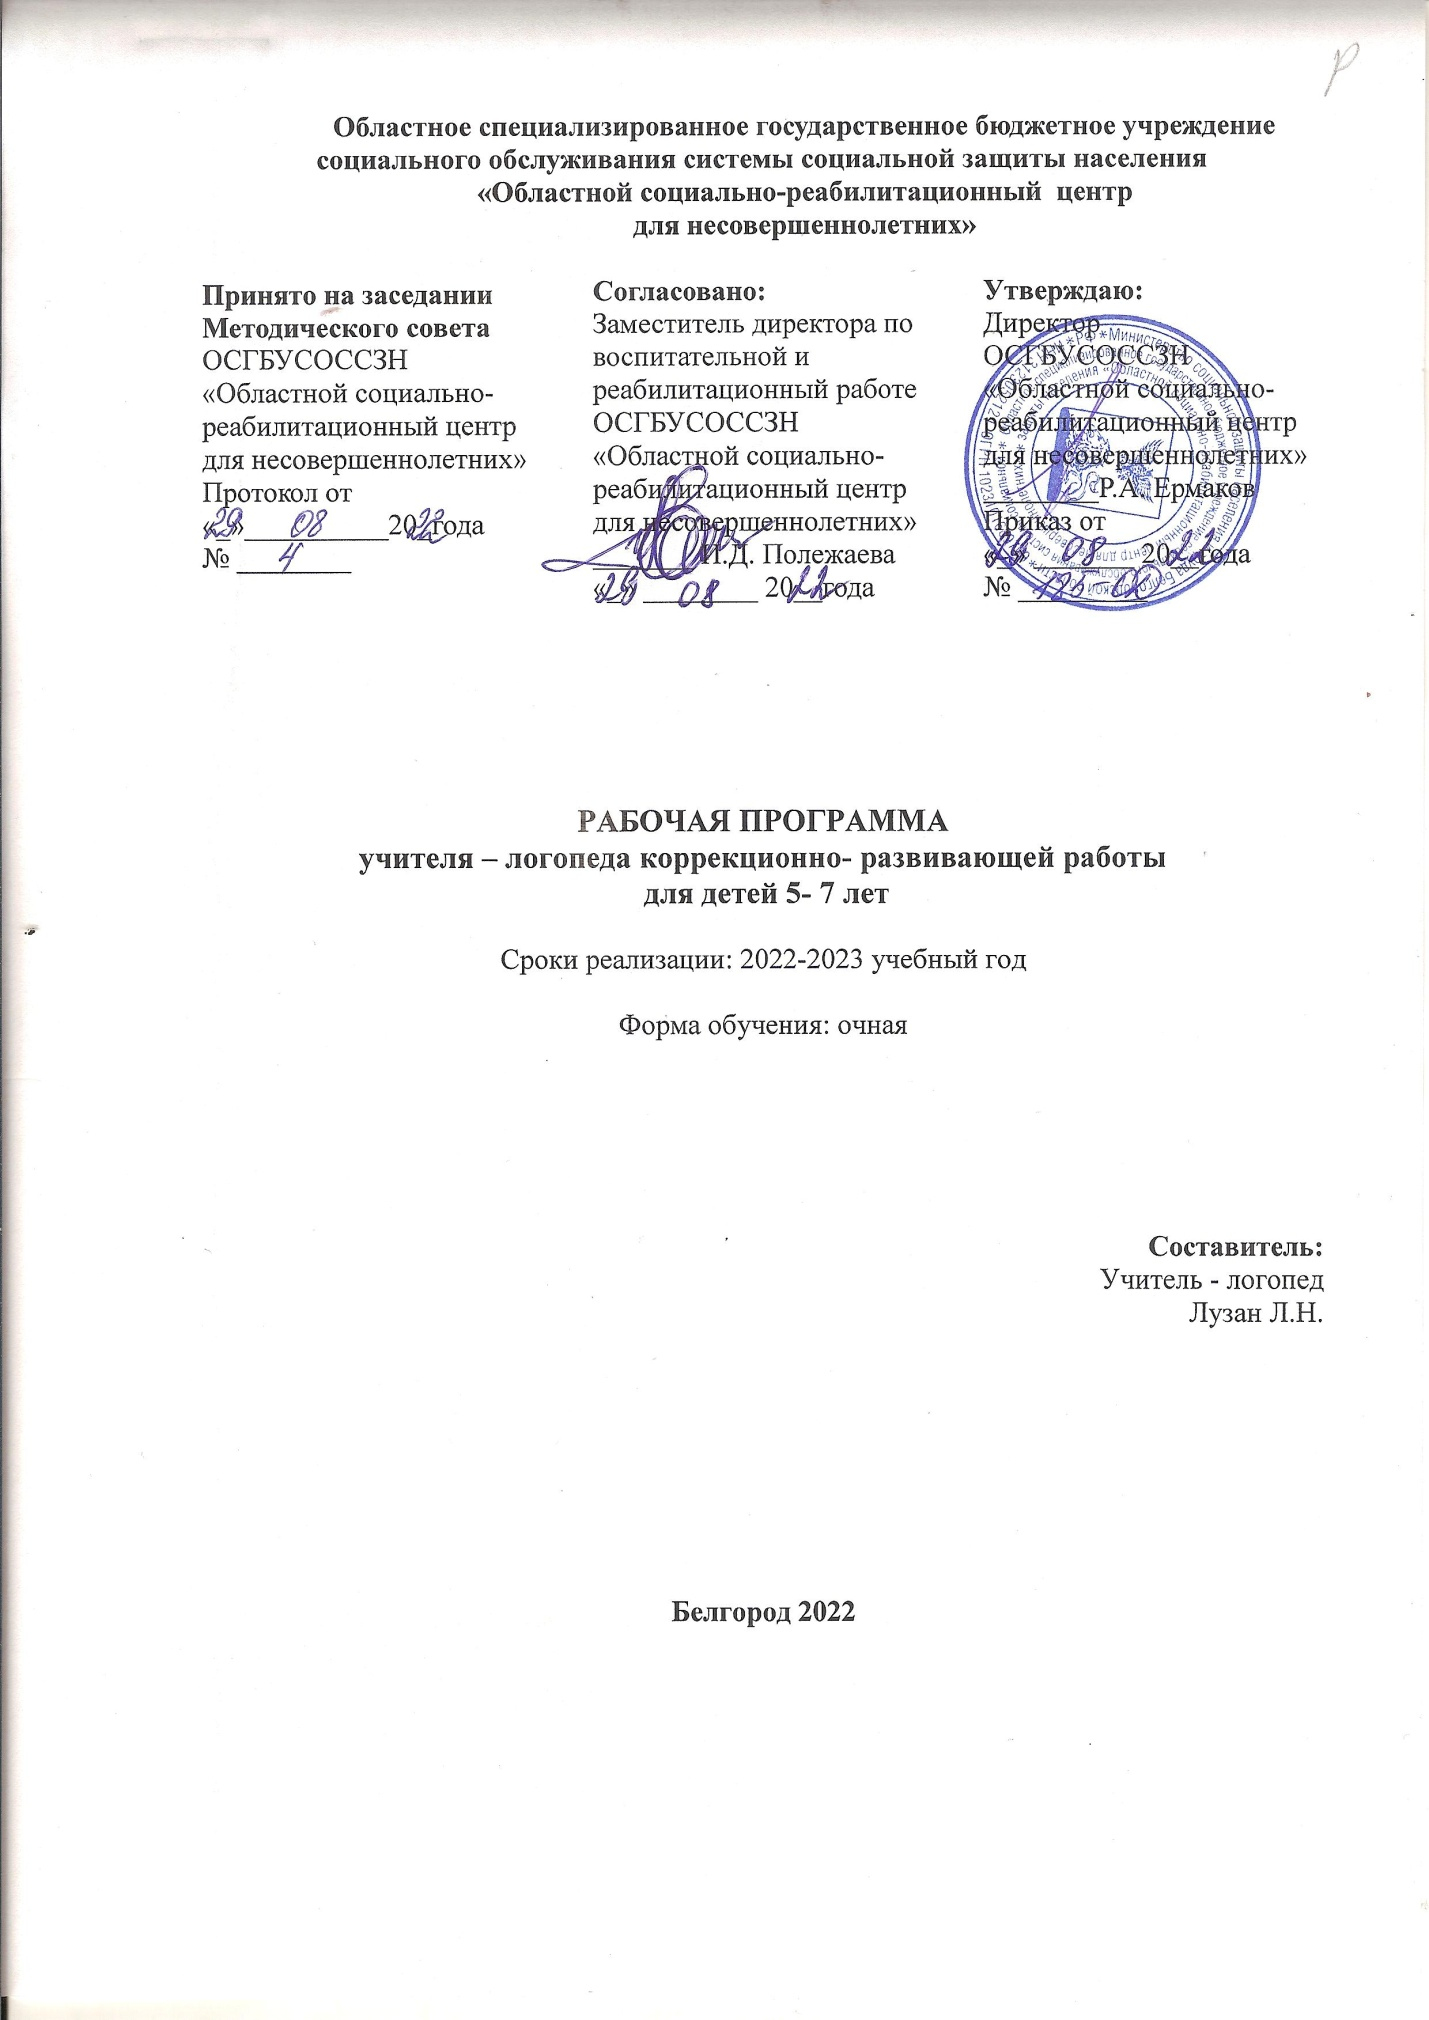 Областное специализированное государственное бюджетное учреждение
социального обслуживания системы социальной защиты населения
«Областной социально-реабилитационный центр
для несовершеннолетних»
Принято на заседании
Методического совета
ОСГБУСОССЗН
«Областной социально-
реабилитационный центр
для несовершеннолетних»
Протокол от
«29» 08 2022 года
№ 4
Согласовано:
Заместитель директора по
воспитательной и
реабилитационный работе
ОСГБУСОССЗН
«Областной социально-
реабилитационный центр
для несовершеннолетних»
И.Д. Полежаева
«29» 08 2022 года
Утверждаю:
Директор
ОСГБУСОССЗН
«Областной социально-
реабилитационный центр
для несовершеннолетних»
Р.А. Ермаков
Приказ от
«29» 08 2022 года
№
РАБОЧАЯ ПРОГРАММА
учителя – логопеда коррекционно- развивающей работы
для детей 5- 7 лет
Сроки реализации: 2022-2023 учебный год
Форма обучения: очная
Составитель:
Учитель - логопед
Лузан Л.Н.
Белгород 2022